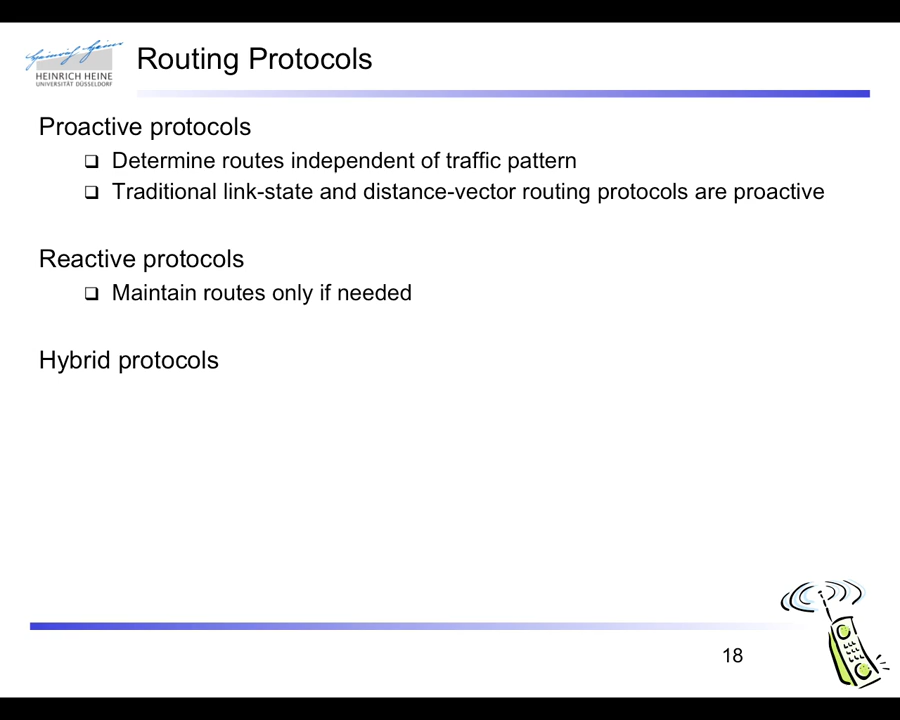 HEINRICH HEINE
UNIVERSITÄT DÜSSELDORF
Routing Protocols
Proactive protocols
❑ Determine routes independent of traffic pattern
❑ Traditional link-state and distance-vector routing protocols are proactive
Reactive protocols
❑ Maintain routes only if needed
Hybrid protocols
18